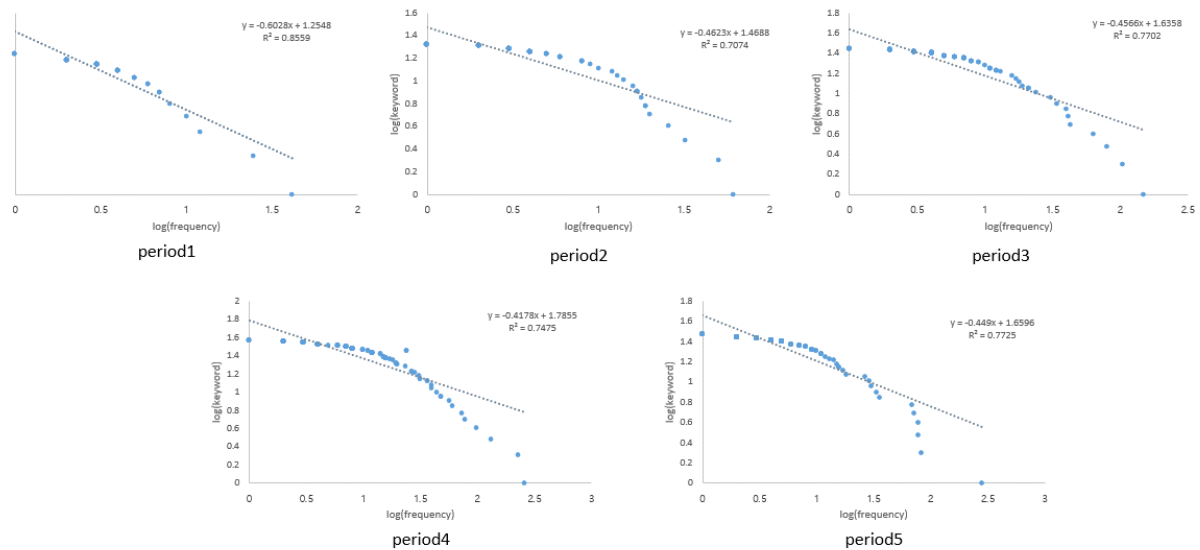 y = -0.6028x + 1.2548
R² = 0.8559
0
0.5
1
1.5
2
log(frequency)
period1
1.6
1.4
1.2
1
0.8
0.6
0.4
0.2
0
log(keyword)
y = -0.4623x + 1.4688
R² = 0.7074
0
0.5
1
1.5
2
log(frequency)
period2
1.8
1.6
1.4
1.2
1
0.8
0.6
0.4
0.2
0
log(keyword)
y = -0.4566x + 1.6358
R² = 0.7702
0
0.5
1
1.5
2
2.5
log(frequency)
period3
2
1.8
1.6
1.4
1.2
1
0.8
0.6
0.4
0.2
0
log(keyword)
y = -0.4178x + 1.7855
R² = 0.7475
0
0.5
1
1.5
2
2.5
3
log(frequency)
period4
1.8
1.6
1.4
1.2
1
0.8
0.6
0.4
0.2
0
log(keyword)
y = -0.449x + 1.6596
R² = 0.7725
0
0.5
1
1.5
2
2.5
3
log(frequency)
period5